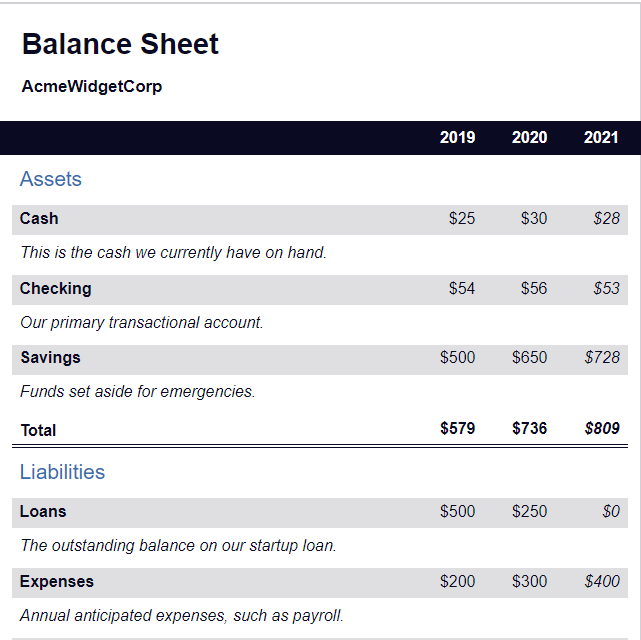 Balance Sheet
AcmeWidgetCorp
2019 2020 2021
Assets
Cash $25 $30 $28
This is the cash we currently have on hand.
Checking $54 $56 $53
Our primary transactional account.
Savings $500 $650 $728
Funds set aside for emergencies.
Total $579 $736 $809
Liabilities
Loans $500 $250 $0
The outstanding balance on our startup loan.
Expenses $200 $300 $400
Annual anticipated expenses, such as payroll.